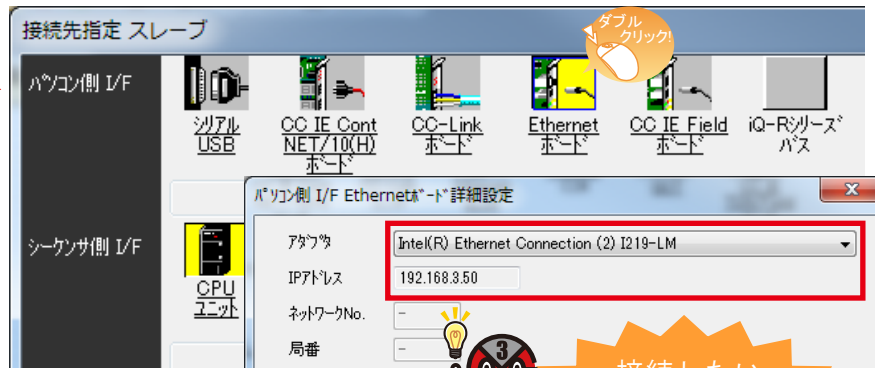 接続先指定 スレーブ
ダブル
クリック!
パソコン側 I/F
シリアル
USB
CC IE Cont
NET/10(H)
ボード
CC-Link
ボード
Ethernet
ボード
CC IE Field
ボード
iQ-Rシリーズ
バス
パソコン側 I/F Ethernetボード詳細設定
シーケンサ側 I/F
CPU
ユニット
アダプタ
Intel(R) Ethernet Connection (2) I219-LM
IPアドレス
192.168.3.50
ネットワークNo.
-
局番
-
3
接続したい